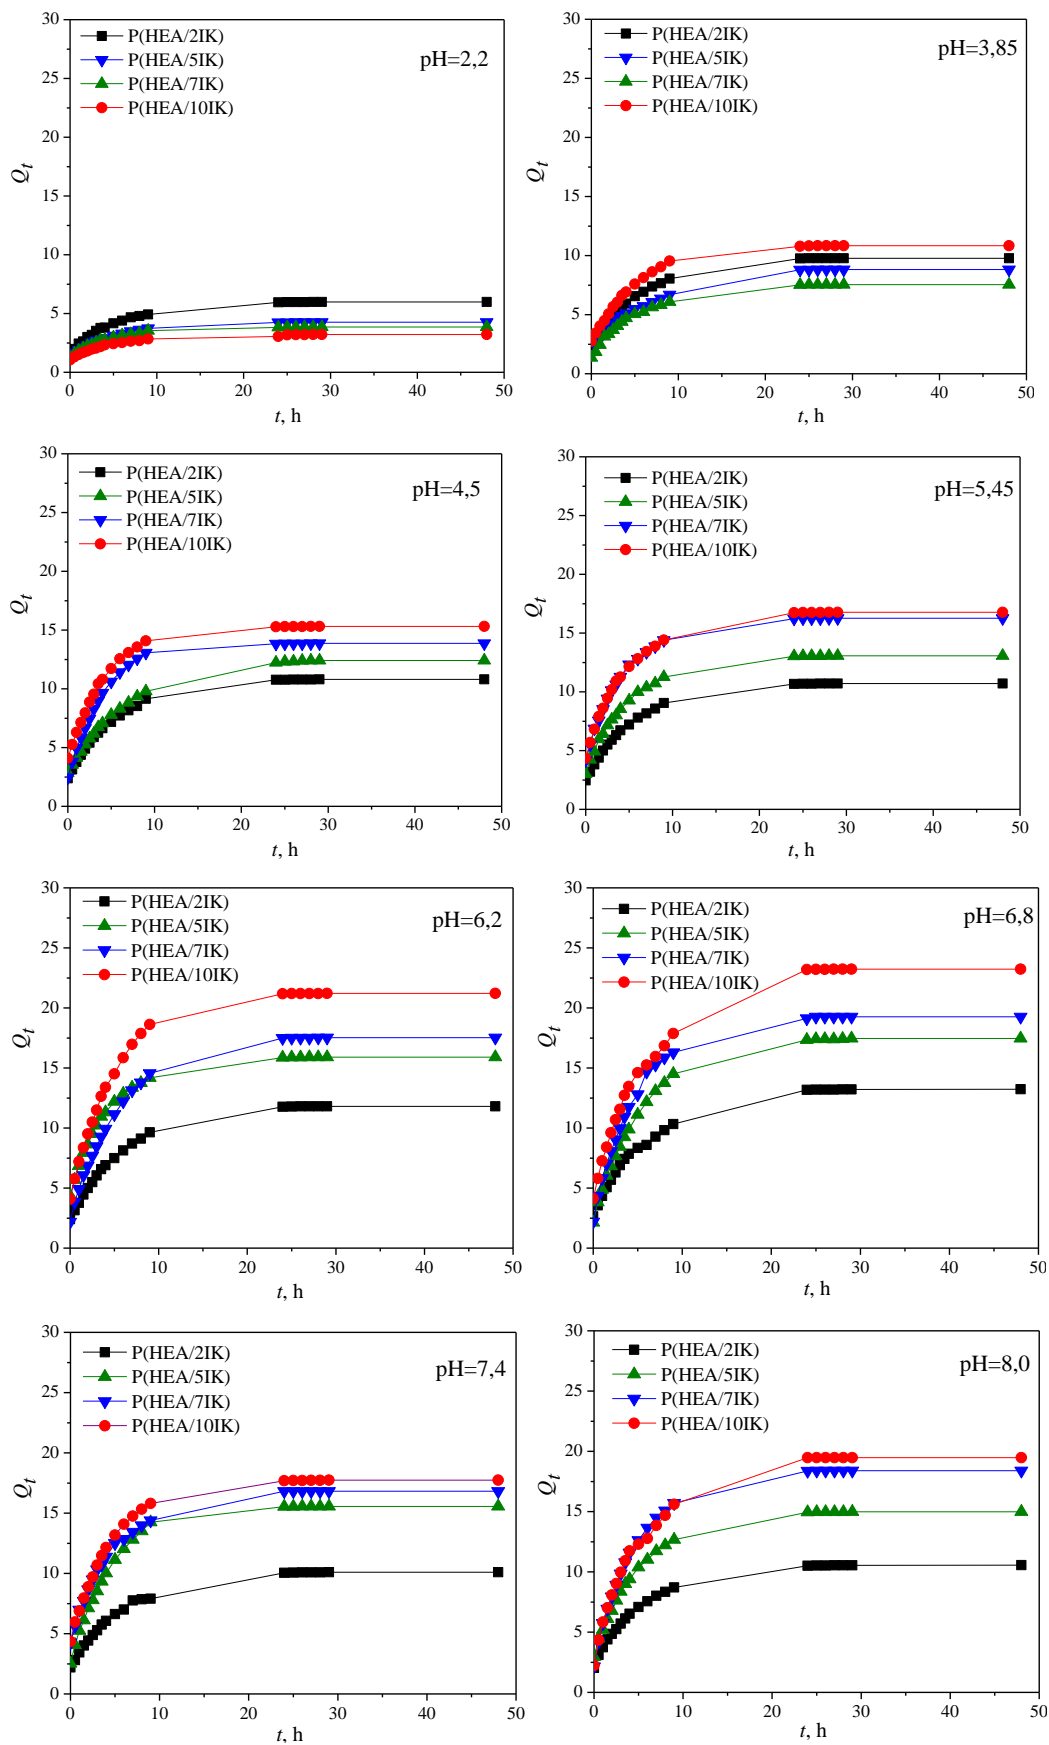 P(HEA/2IK)
P(HEA/5IK)
P(HEA/7IK)
P(HEA/10IK)
pH=2,2
30
25
20
15
10
5
0
Qt
0 10 20 30 40 50
t, h
P(HEA/2IK)
P(HEA/5IK)
P(HEA/7IK)
P(HEA/10IK)
pH=3,85
30
25
20
15
10
5
0
Qt
0 10 20 30 40 50
t, h
P(HEA/2IK)
P(HEA/5IK)
P(HEA/7IK)
P(HEA/10IK)
pH=4,5
30
25
20
15
10
5
0
Qt
0 10 20 30 40 50
t, h
P(HEA/2IK)
P(HEA/5IK)
P(HEA/7IK)
P(HEA/10IK)
pH=5,45
30
25
20
15
10
5
0
Qt
0 10 20 30 40 50
t, h
P(HEA/2IK)
P(HEA/5IK)
P(HEA/7IK)
P(HEA/10IK)
pH=6,2
30
25
20
15
10
5
0
Qt
0 10 20 30 40 50
t, h
P(HEA/2IK)
P(HEA/5IK)
P(HEA/7IK)
P(HEA/10IK)
pH=6,8
30
25
20
15
10
5
0
Qt
0 10 20 30 40 50
t, h
P(HEA/2IK)
P(HEA/5IK)
P(HEA/7IK)
P(HEA/10IK)
pH=7,4
30
25
20
15
10
5
0
Qt
0 10 20 30 40 50
t, h
P(HEA/2IK)
P(HEA/5IK)
P(HEA/7IK)
P(HEA/10IK)
pH=8,0
30
25
20
15
10
5
0
Qt
0 10 20 30 40 50
t, h